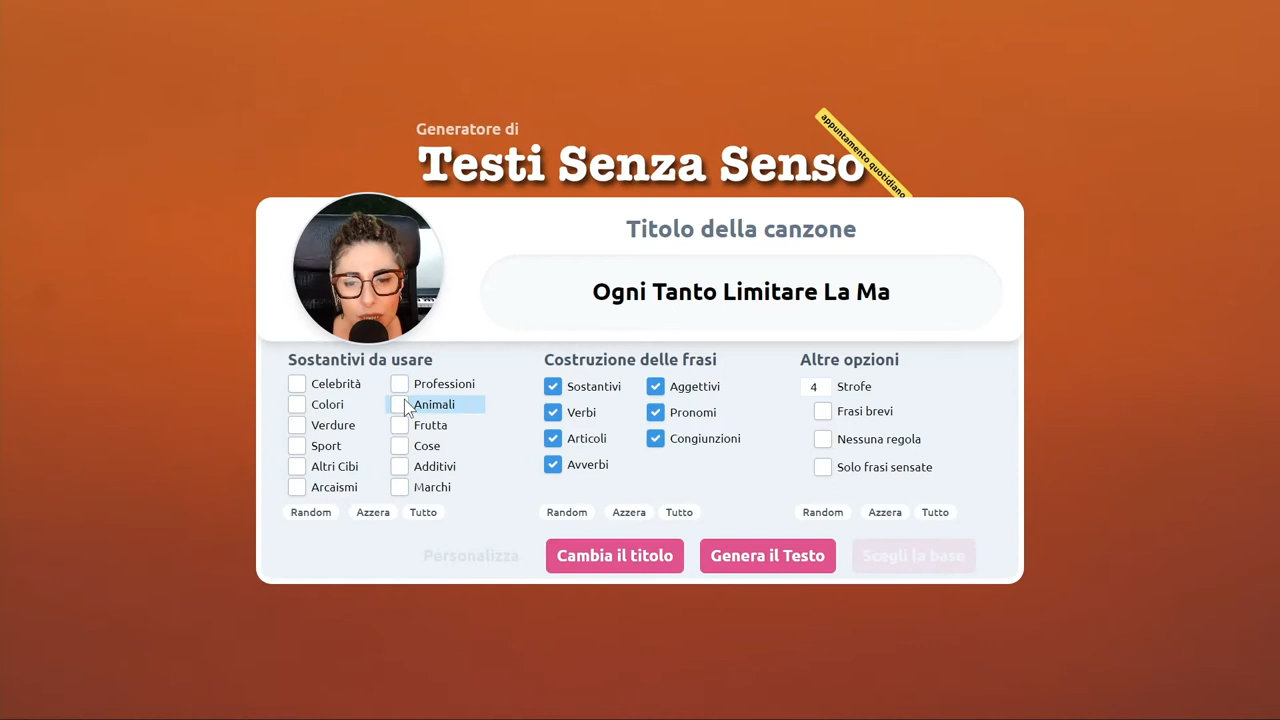 Generatore di
Testi Senza Senso
appuntamento quotidiano
Titolo della canzone
Ogni Tanto Limitare La Ma
Sostantivi da usare
Celebrità
Professioni
Colori
Animali
Verdure
Frutta
Sport
Cose
Altri Cibi
Additivi
Arcaismi
Marchi
Random
Azzera
Tutto
Costruzione delle frasi
Sostantivi
Aggettivi
Verbi
Pronomi
Articoli
Congiunzioni
Avverbi
Random
Azzera
Tutto
Altre opzioni
4 Strofe
Frasi brevi
Nessuna regola
Solo frasi sensate
Random
Azzera
Tutto
Personalizza
Cambia il titolo
Genera il Testo
Scegli la base